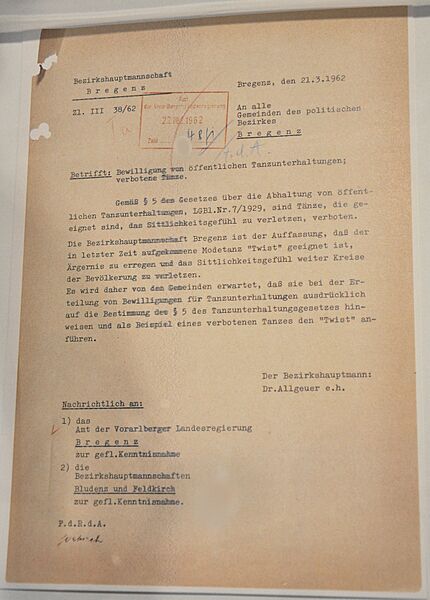 Bezirkshauptmannschaft
Bregenz
Zl. III 38/62
Bregenz, den 21.3.1962
Amt
der Vorarlberger Landesregierung
1962
Zahl
An alle
Gemeinden des politischen
Bezirkes
Bregenz
Betrifft: Bewilligung von öffentlichen Tanzunterhaltungen;
verbotene Tänze.
Gemäß § 5 des Gesetzes über die Abhaltung von öffent-
lichen Tanzunterhaltungen, LGBl.Nr.7/1929, sind Tänze, die ge-
eignet sind, das Sittlichkeitsgefühl zu verletzen, verboten.
Die Bezirkshauptmannschaft Bregenz ist der Auffassung, daß der
in letzter Zeit aufgekommene Modetanz "Twist" geeignet ist,
Ärgernis zu erregen und das Sittlichkeitsgefühl weiter Kreise
der Bevölkerung zu verletzen.
Es wird daher von den Gemeinden erwartet, daß sie bei der Er-
teilung von Bewilligungen für Tanzunterhaltungen ausdrücklich
auf die Bestimmung des § 5 des Tanzunterhaltungsgesetzes hin-
weisen und als Beispiel eines verbotenen Tanzes den "Twist" an-
führen.
Der Bezirkshauptmann:
Dr.Allgeuer e.h.
Nachrichtlich an:
1) das
Amt der Vorarlberger Landesregierung
Bregenz
zur gefl.Kenntnisnahme
2) die
Bezirkshauptmannschaften
Bludenz und Feldkirch
zur gefl.Kenntnisnahme.
F.d.R.d.A.